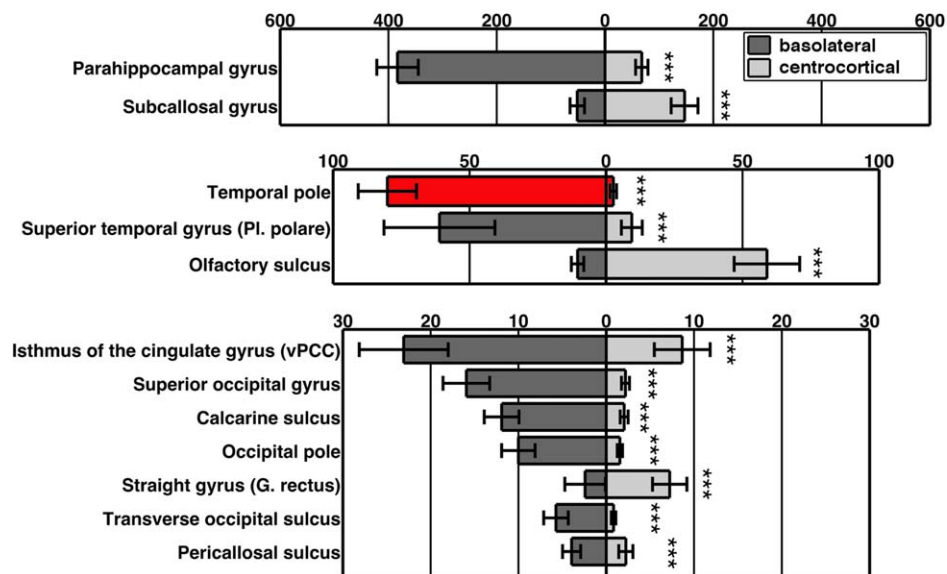 600 400 200 0 200 400 600
basolateral
centrocortical
Parahippocampal gyrus ***
Subcallosal gyrus ***
100 50 0 50 100
Temporal pole ***
Superior temporal gyrus (Pl. polare) ***
Olfactory sulcus ***
30 20 10 0 10 20 30
Isthmus of the cingulate gyrus (vPCC) ***
Superior occipital gyrus ***
Calcarine sulcus ***
Occipital pole ***
Straight gyrus (G. rectus) ***
Transverse occipital sulcus ***
Pericallosal sulcus ***